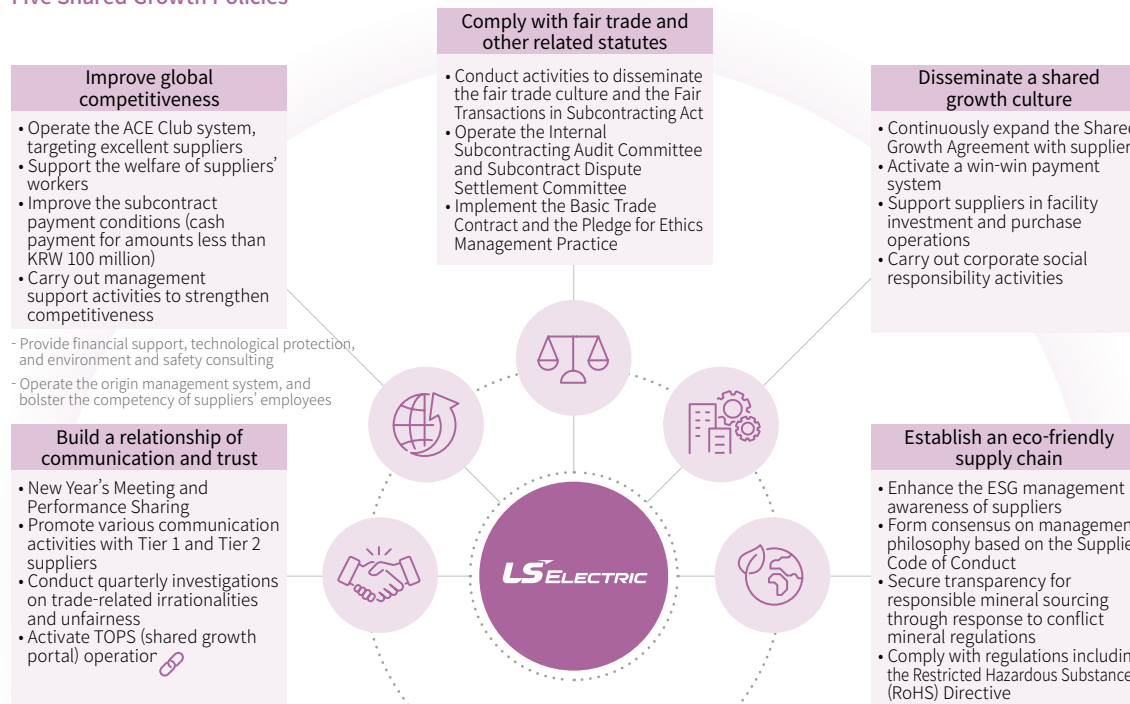 Five Shared Growth Policies
Comply with fair trade and
other related statutes
• Conduct activities to disseminate
the fair trade culture and the Fair
Transactions in Subcontracting Act
• Operate the Internal
Subcontracting Audit Committee
and Subcontract Dispute
Settlement Committee
• Implement the Basic Trade
Contract and the Pledge for Ethics
Management Practice
Improve global
competitiveness
• Operate the ACE Club system,
targeting excellent suppliers
• Support the welfare of suppliers’
workers
• Improve the subcontract
payment conditions (cash
payment for amounts less than
KRW 100 million)
• Carry out management
support activities to strengthen
competitiveness
- Provide financial support, technological protection,
and environment and safety consulting
- Operate the origin management system, and
bolster the competency of suppliers’ employees
Disseminate a shared
growth culture
• Continuously expand the Shared
Growth Agreement with supplier
• Activate a win-win payment
system
• Support suppliers in facility
investment and purchase
operations
• Carry out corporate social
responsibility activities
Build a relationship of
communication and trust
• New Year’s Meeting and
Performance Sharing
• Promote various communication
activities with Tier 1 and Tier 2
suppliers
• Conduct quarterly investigations
on trade-related irrationalities
and unfairness
• Activate TOPS (shared growth
portal) operation
LS ELECTRIC
Establish an eco-friendly
supply chain
• Enhance the ESG management
awareness of suppliers
• Form consensus on managemen
philosophy based on the Supplie
Code of Conduct
• Secure transparency for
responsible mineral sourcing
through response to conflict
mineral regulations
• Comply with regulations includin
the Restricted Hazardous Substance
(RoHS) Directive